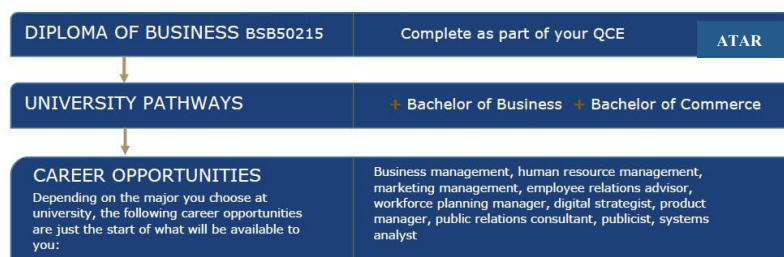 DIPLOMA OF BUSINESS BSB50215
Complete as part of your QCE
ATAR
UNIVERSITY PATHWAYS
+ Bachelor of Business + Bachelor of Commerce
CAREER OPPORTUNITIES
Depending on the major you choose at
university, the following career opportunities
are just the start of what will be available to
you:
Business management, human resource management,
marketing management, employee relations advisor,
workforce planning manager, digital strategist, product
manager, public relations consultant, publicist, systems
analyst